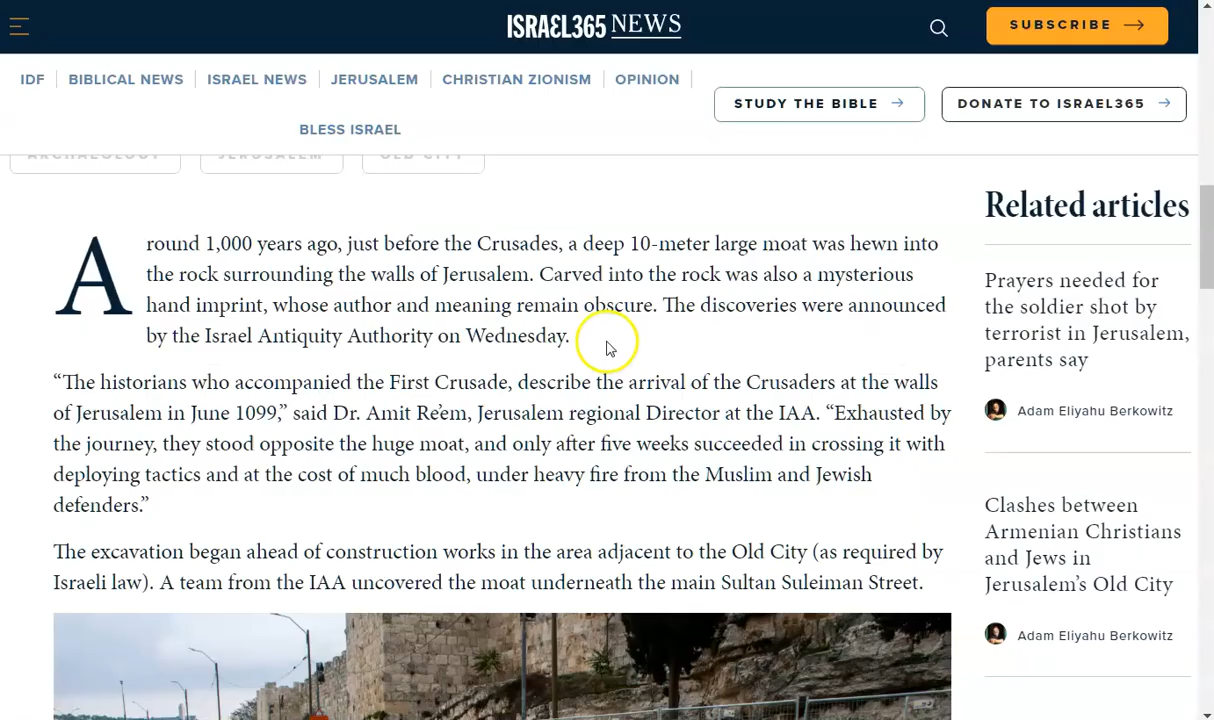 ISRAEL365 NEWS
SUBSCRIBE
IDF
BIBLICAL NEWS
ISRAEL NEWS
JERUSALEM
CHRISTIAN ZIONISM
OPINION
BLESS ISRAEL
STUDY THE BIBLE
DONATE TO ISRAEL365
ARCHAEOLOGY
JERUSALEM
OLD CITY
Around 1,000 years ago, just before the Crusades, a deep 10-meter large moat was hewn into
the rock surrounding the walls of Jerusalem. Carved into the rock was also a mysterious
hand imprint, whose author and meaning remain obscure. The discoveries were announced
by the Israel Antiquity Authority on Wednesday.
“The historians who accompanied the First Crusade, describe the arrival of the Crusaders at the walls
of Jerusalem in June 1099,” said Dr. Amit Re’em, Jerusalem regional Director at the IAA. “Exhausted by
the journey, they stood opposite the huge moat, and only after five weeks succeeded in crossing it with
deploying tactics and at the cost of much blood, under heavy fire from the Muslim and Jewish
defenders.”
The excavation began ahead of construction works in the area adjacent to the Old City (as required by
Israeli law). A team from the IAA uncovered the moat underneath the main Sultan Suleiman Street.
Related articles
Prayers needed for
the soldier shot by
terrorist in Jerusalem,
parents say
Adam Eliyahu Berkowitz
Clashes between
Armenian Christians
and Jews in
Jerusalem’s Old City
Adam Eliyahu Berkowitz